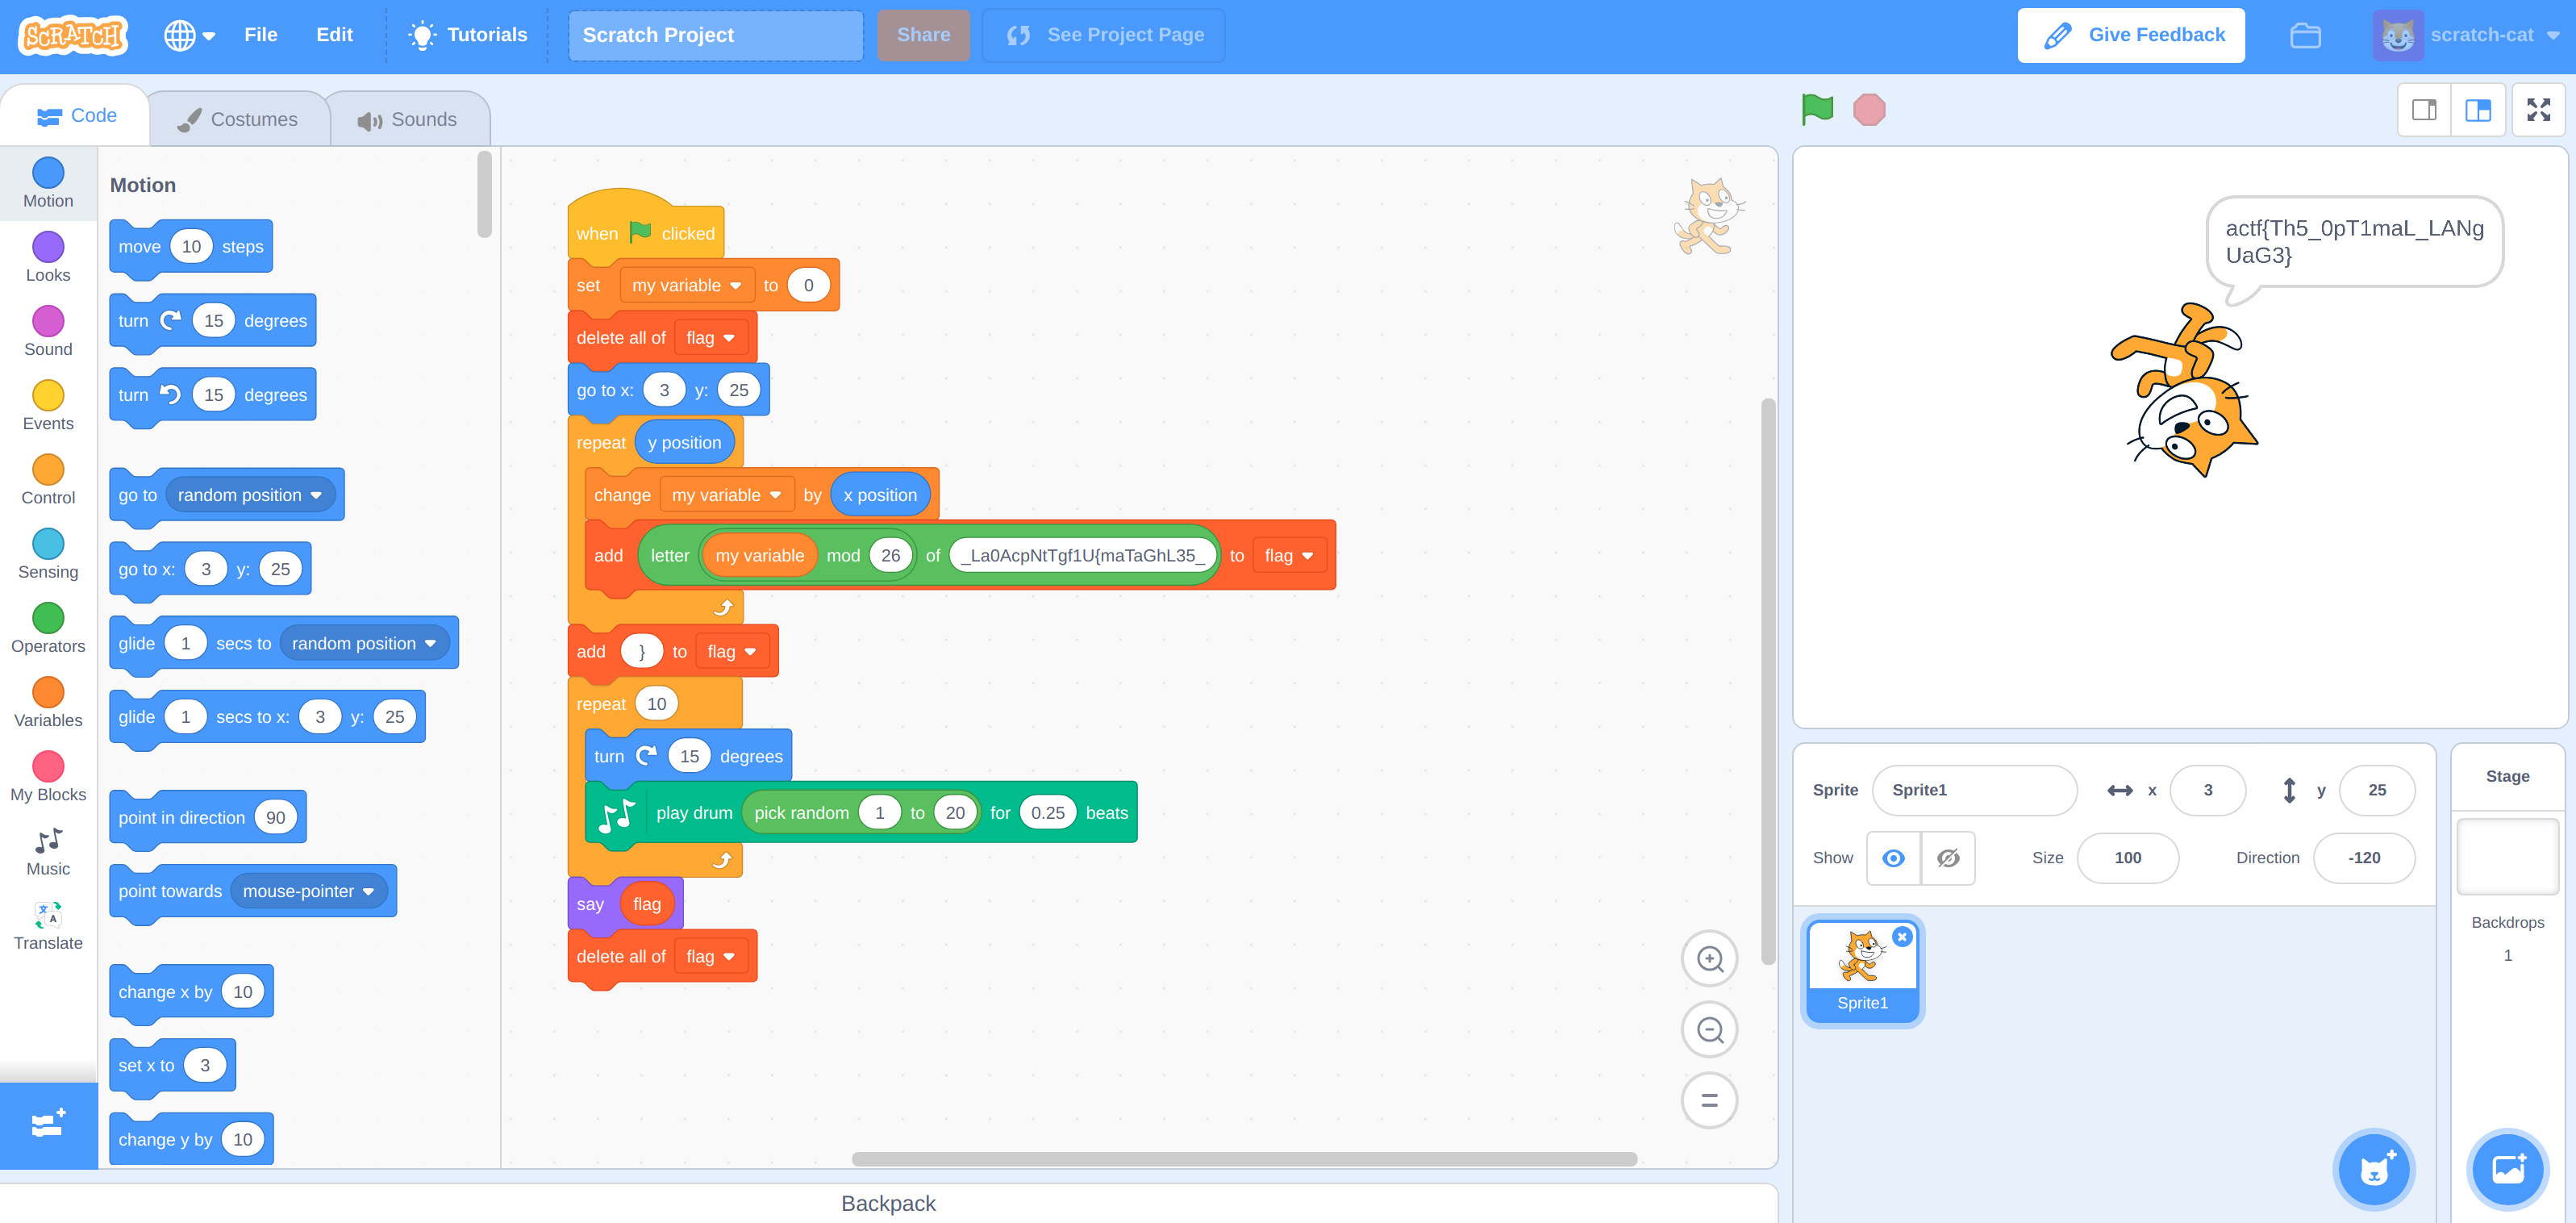 SCRATCH File Edit Tutorials Scratch Project Share See Project Page Give Feedback scratch-cat
Code Costumes Sounds
Motion
Looks
Sound
Events
Control
Sensing
Operators
Variables
My Blocks
Music
Translate
Motion
move 10 steps
turn 15 degrees
turn 15 degrees
go to random position
go to x: 3 y: 25
glide 1 secs to random position
glide 1 secs to x: 3 y: 25
point in direction 90
point towards mouse-pointer
change x by 10
set x to 3
change y by 10
when clicked
set my variable to 0
delete all of flag
go to x: 3 y: 25
repeat y position
change my variable by x position
add letter my variable mod 26 of _La0AcpNtTgf1U{maTaGhL35_ to flag
add } to flag
repeat 10
turn 15 degrees
play drum pick random 1 to 20 for 0.25 beats
say flag
delete all of flag
Backpack
actf{Th5_0pT1maL_LANg
UaG3}
Sprite Sprite1 x 3 y 25
Show Size 100 Direction -120
Sprite1
Stage
Backdrops
1